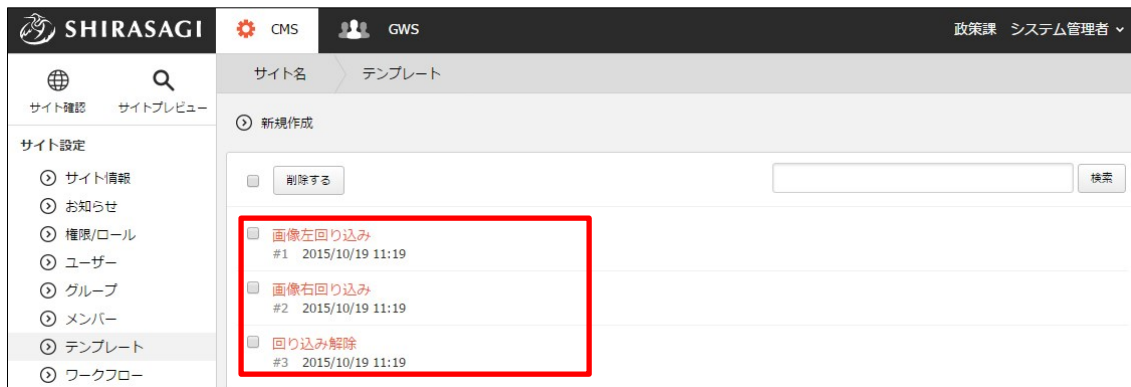 SHIRASAGI CMS GWS 政策課 システム管理者
サイト確認 サイトプレビュー
サイト名 テンプレート
新規作成
サイト設定
サイト情報
お知らせ
権限/ロール
ユーザー
グループ
メンバー
テンプレート
ワークフロー
削除する 検索
画像左回り込み
#1 2015/10/19 11:19
画像右回り込み
#2 2015/10/19 11:19
回り込み解除
#3 2015/10/19 11:19